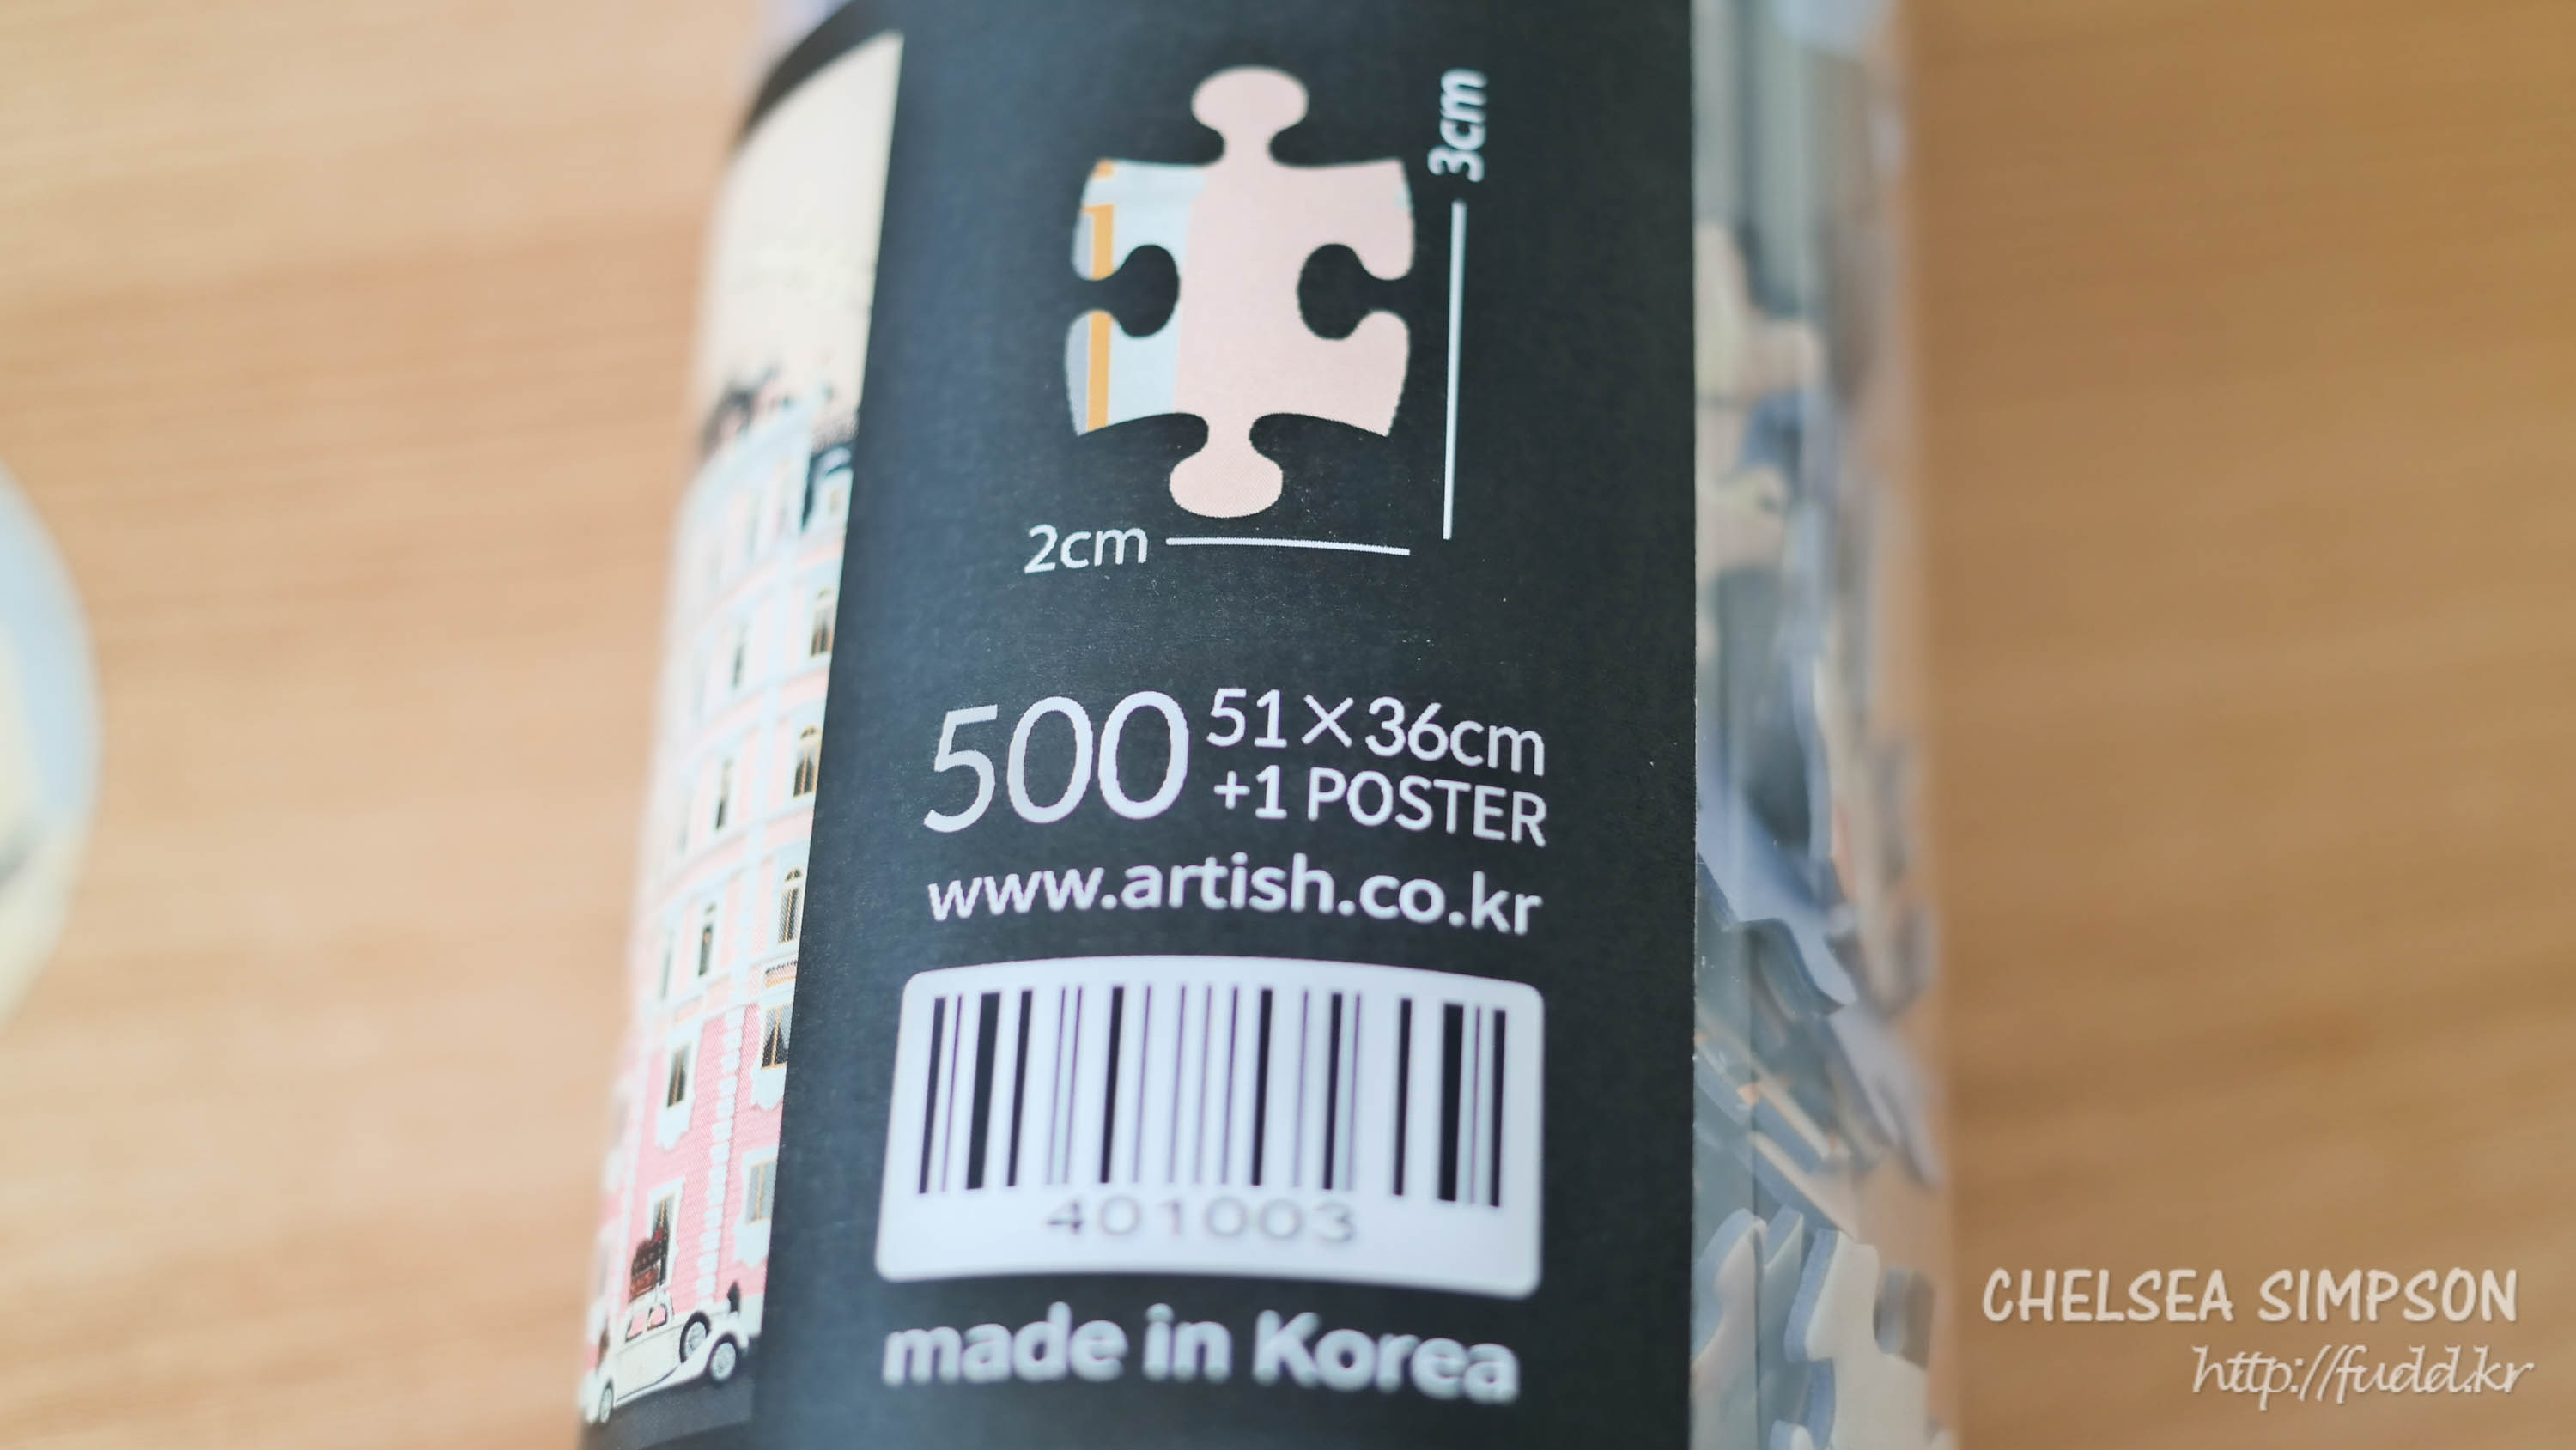 3cm
2cm
500 51×36cm
+1 POSTER
www.artish.co.kr
401003
made in Korea
CHELSEA SIMPSON
http://fudd.kr